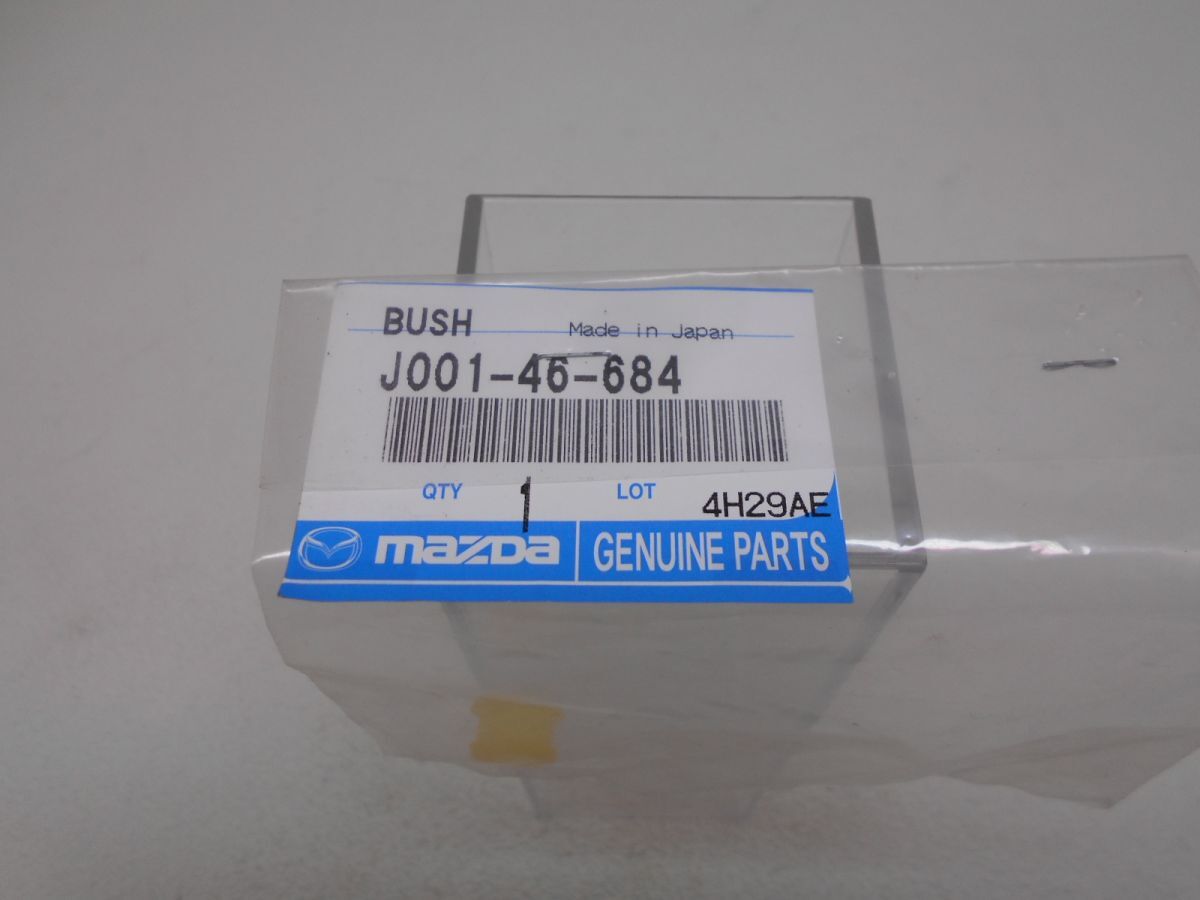 BUSH Made in Japan
J001-46-684
QTY 1 LOT 4H29AE
mazda GENUINE PARTS